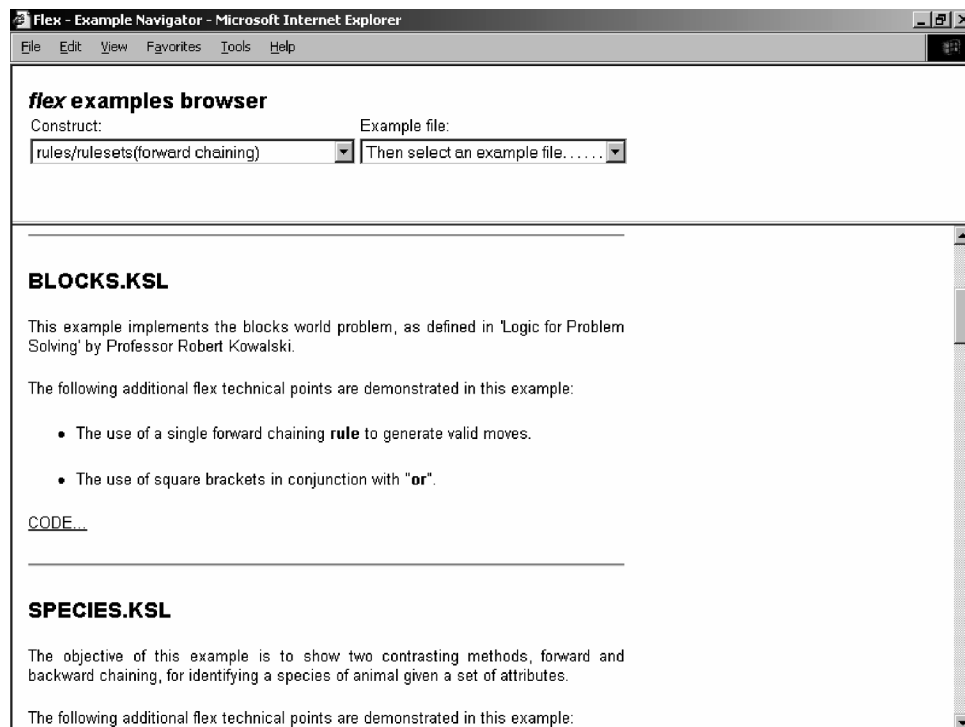 Flex - Example Navigator - Microsoft Internet Explorer
File Edit View Favorites Tools Help
flex examples browser
Construct: Example file:
rules/rulesets(forward chaining) Then select an example file......
BLOCKS.KSL
This example implements the blocks world problem, as defined in 'Logic for Problem
Solving' by Professor Robert Kowalski.
The following additional flex technical points are demonstrated in this example:
• The use of a single forward chaining rule to generate valid moves.
• The use of square brackets in conjunction with "or".
CODE...
SPECIES.KSL
The objective of this example is to show two contrasting methods, forward and
backward chaining, for identifying a species of animal given a set of attributes.
The following additional flex technical points are demonstrated in this example: